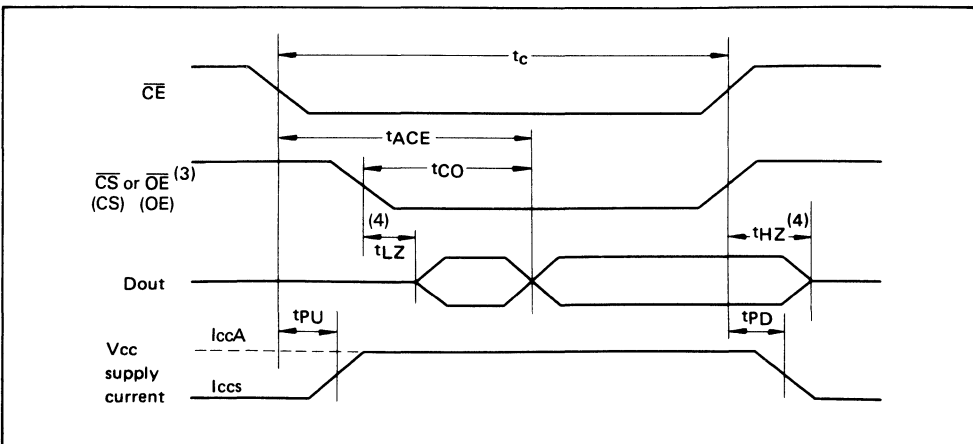 tc
CE
tACE
tCO
CS or OE (3)
(CS) (OE)
(4)
tLZ
tHZ (4)
Dout
tPU
tPD
IccA
Vcc
supply
current
Iccs